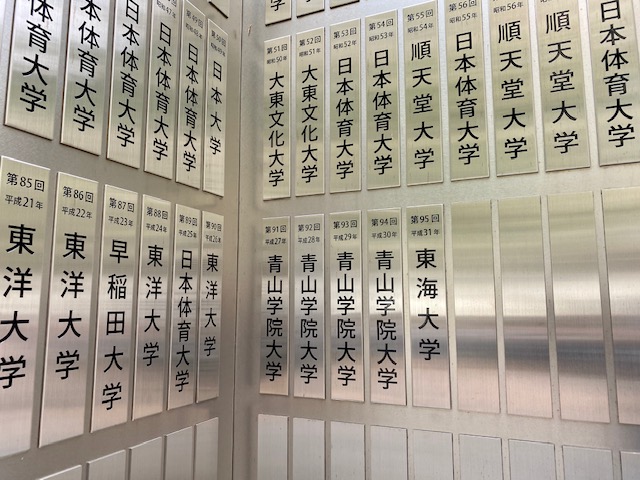 体育大学
本体育大学
日本体育大学
日本体育大学
日本体育大学
日本大学
第51回
昭和50年
大東文化大学
第52回
昭和51年
大東文化大学
第53回
昭和52年
日本体育大学
第54回
昭和53年
日本体育大学
第55回
昭和54年
順天堂大学
第56回
昭和55年
日本体育大学
昭和56年
順天堂大学
順天堂大学
日本体育大学
第85回
平成21年
東洋大学
第86回
平成22年
東洋大学
第87回
平成23年
早稲田大学
第88回
平成24年
東洋大学
第89回
平成25年
日本体育大学
第90回
平成26年
東洋大学
第91回
平成27年
青山学院大学
第92回
平成28年
青山学院大学
第93回
平成29年
青山学院大学
第94回
平成30年
青山学院大学
第95回
平成31年
東海大学